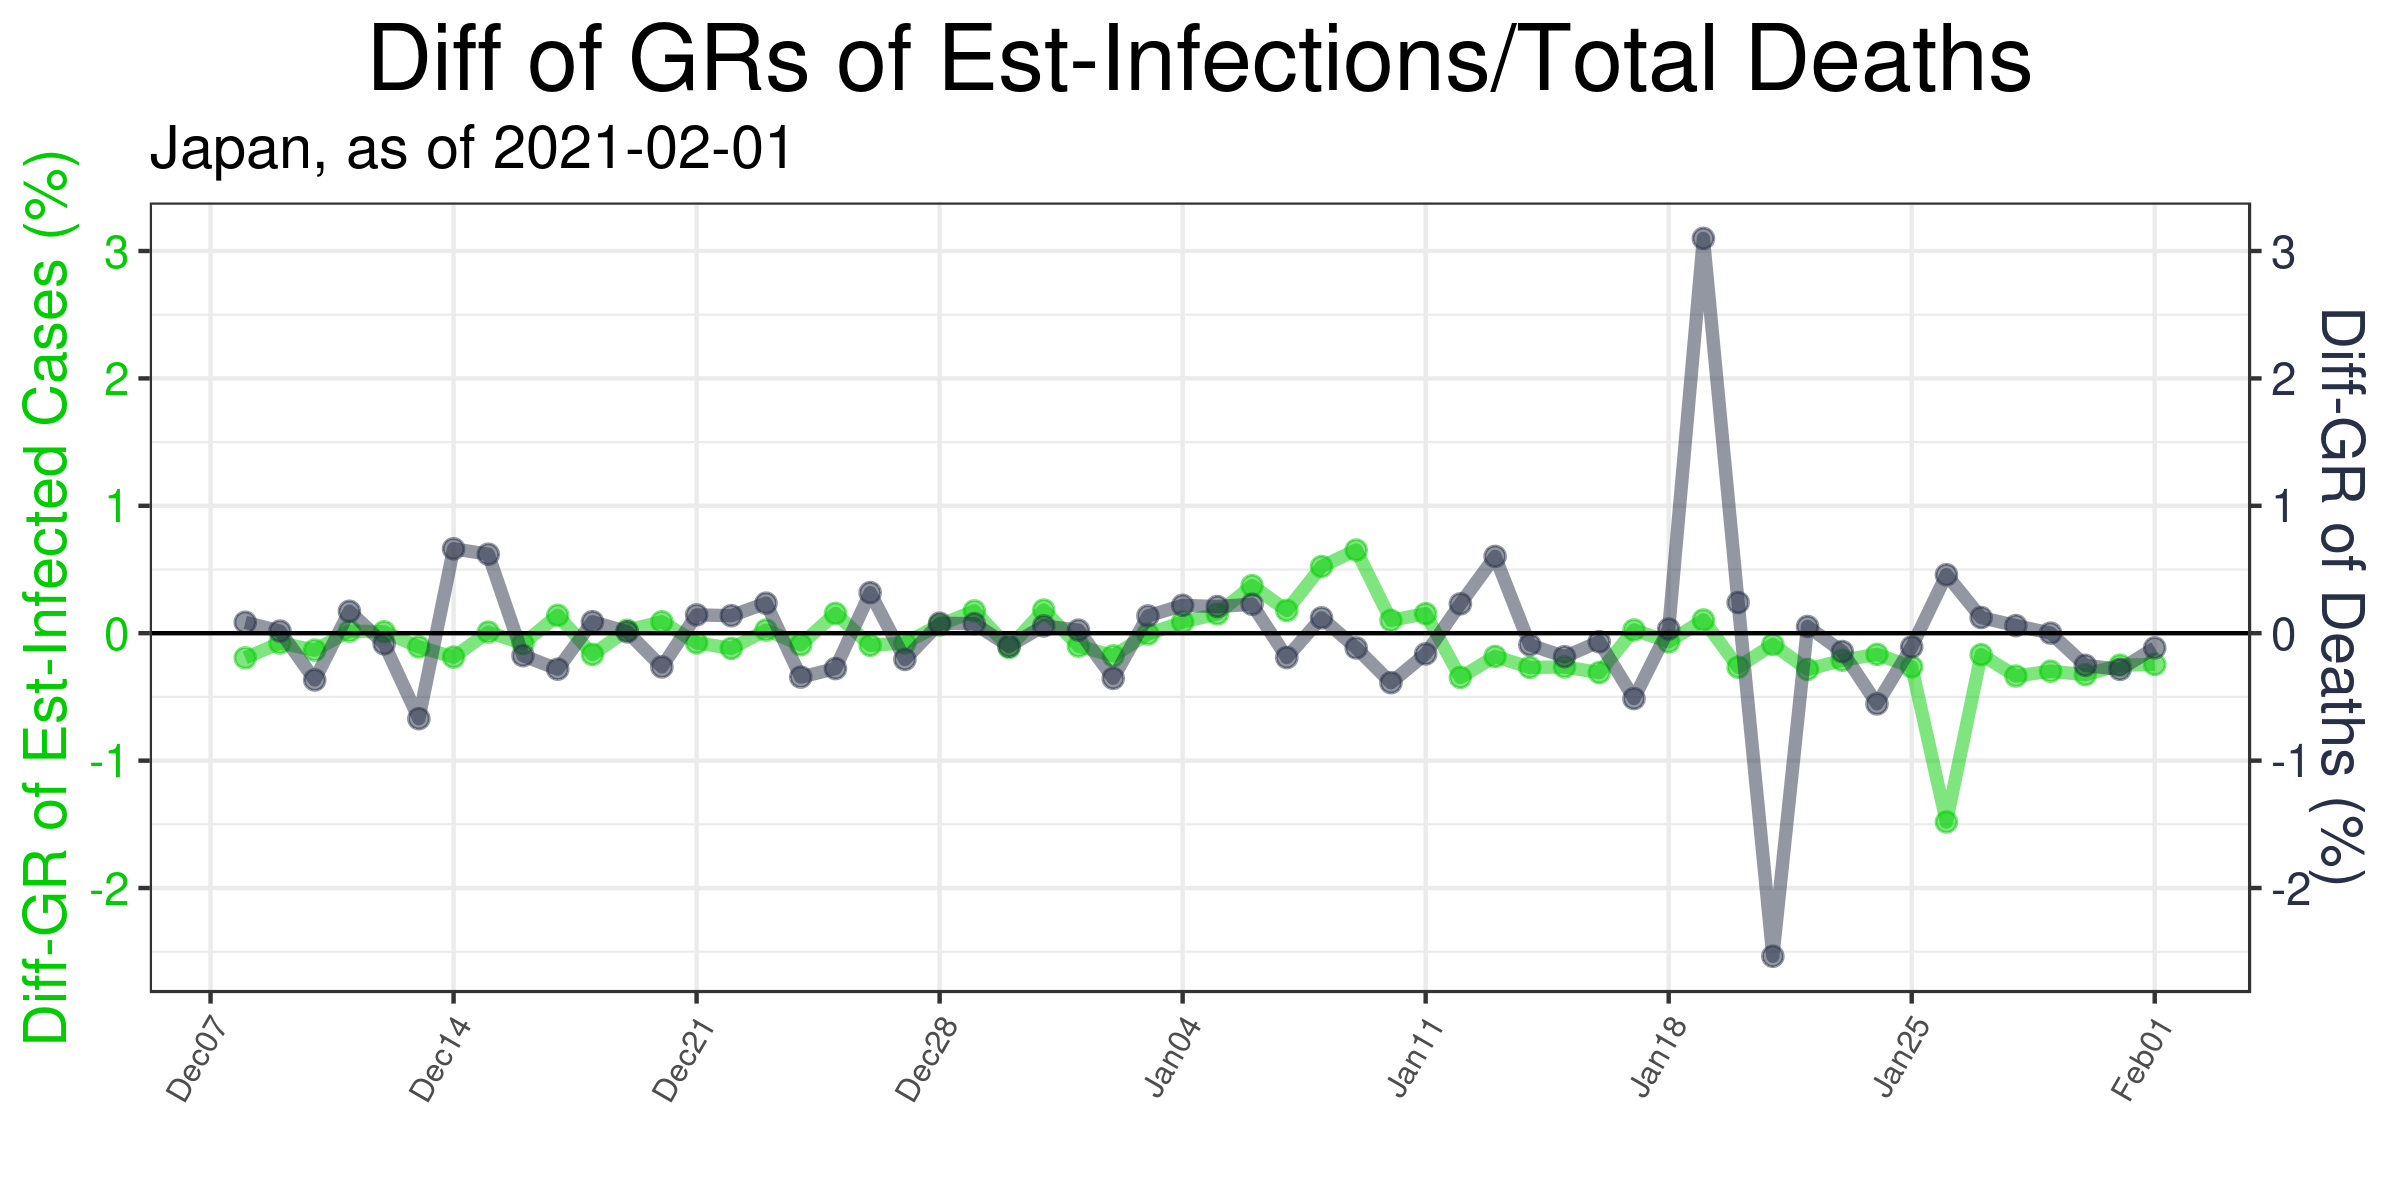 Diff of GRs of Est-Infections/Total Deaths
Japan, as of 2021-02-01
Diff-GR of Est-Infected Cases (%)
3
2
1
0
-1
-2
3
2
1
0
-1
-2
Diff-GR of Deaths (%)
Dec07
Dec14
Dec21
Dec28
Jan04
Jan11
Jan18
Jan25
Feb01